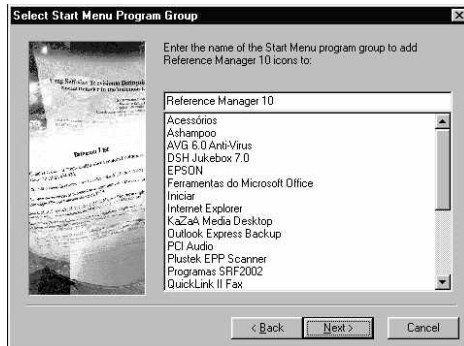 Select Start Menu Program Group
Enter the name of the Start Menu program group to add
Reference Manager 10 icons to:
Reference Manager 10
Acessórios
Ashampoo
AVG 6.0 Anti-Virus
DSH Jukebox 7.0
EPSON
Ferramentas do Microsoft Office
Iniciar
Internet Explorer
KaZaA Media Desktop
Outlook Express Backup
PCI Audio
Plustek EPP Scanner
Programas SRF2002
QuickLink II Fax
< Back
Next >
Cancel